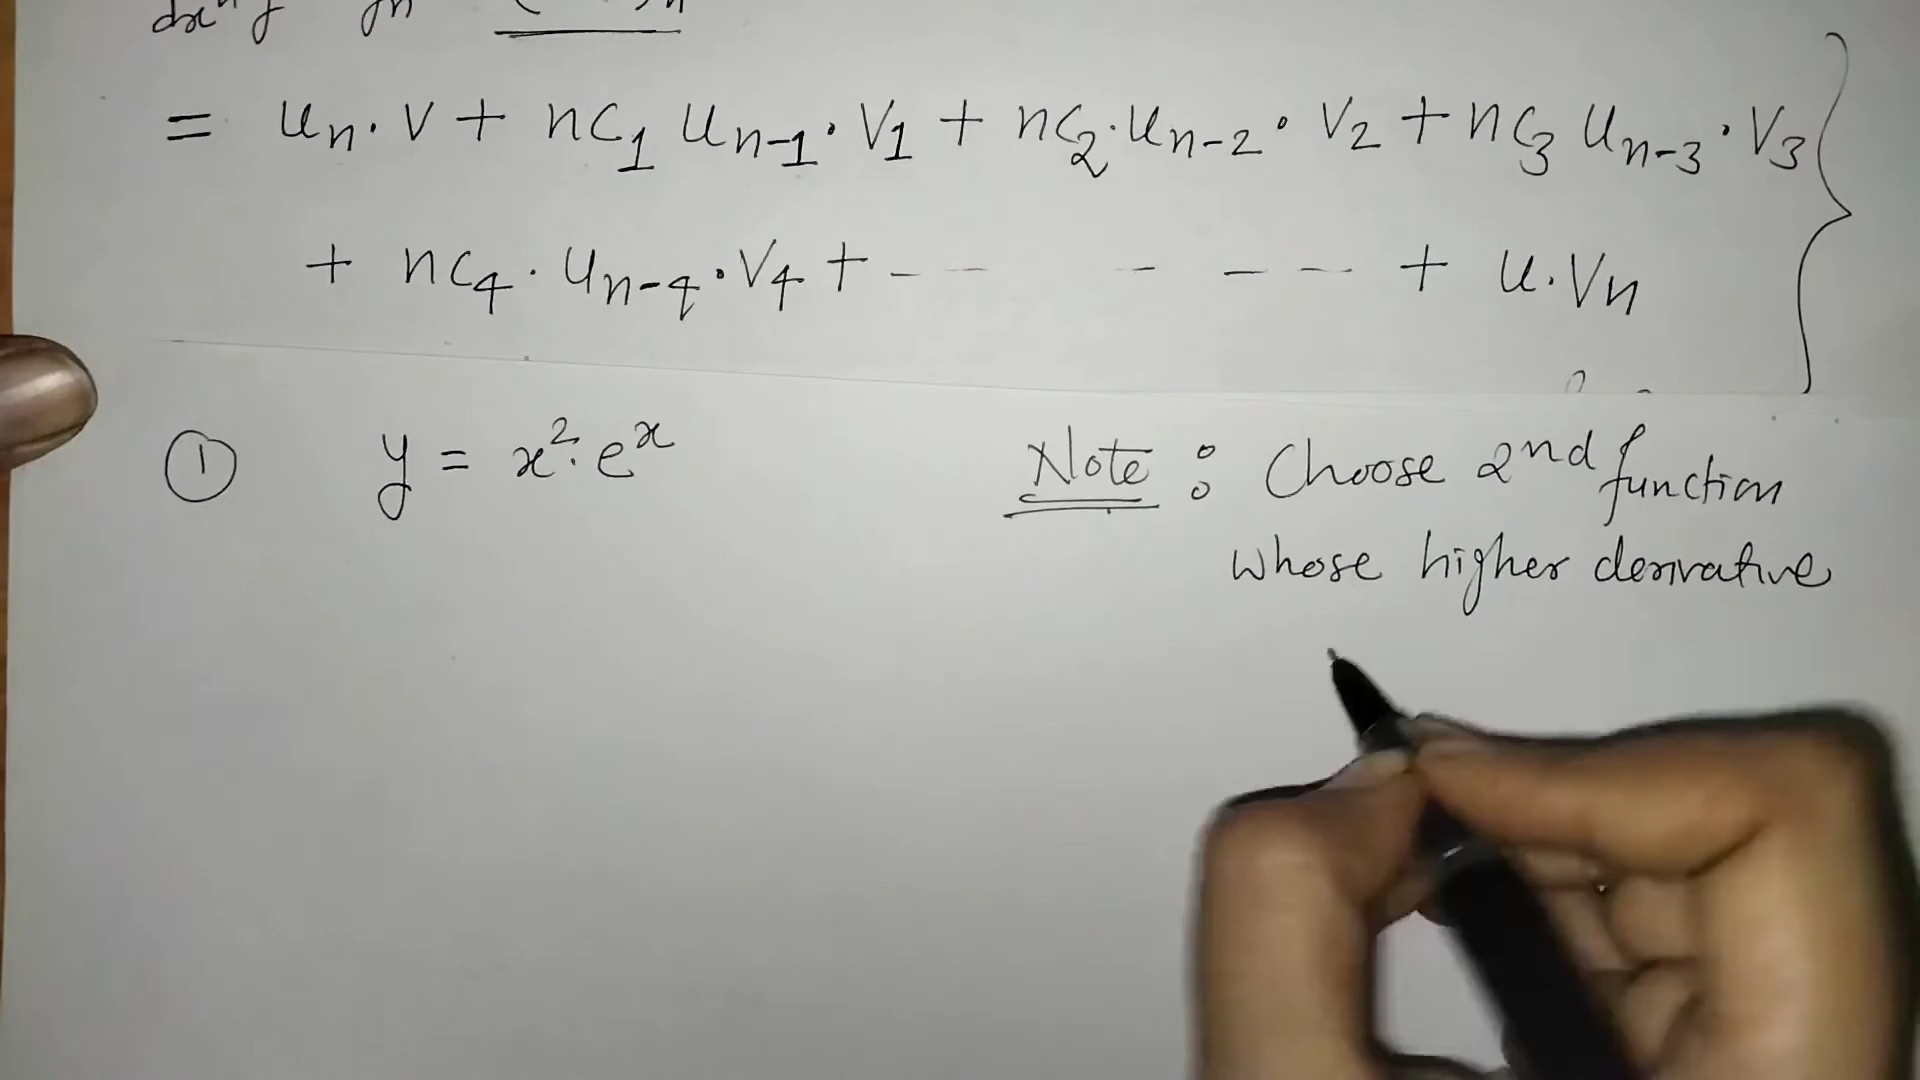 = un · v + nc₁ un-1 · v₁ + nc₂ · un-2 · v₂ + nc₃ un-3 · v₃
+ nc₄ · un-4 · v₄ + - - - - - + u · vn
① y = x² · eˣ
Note : Choose 2nd function
whose higher derivative